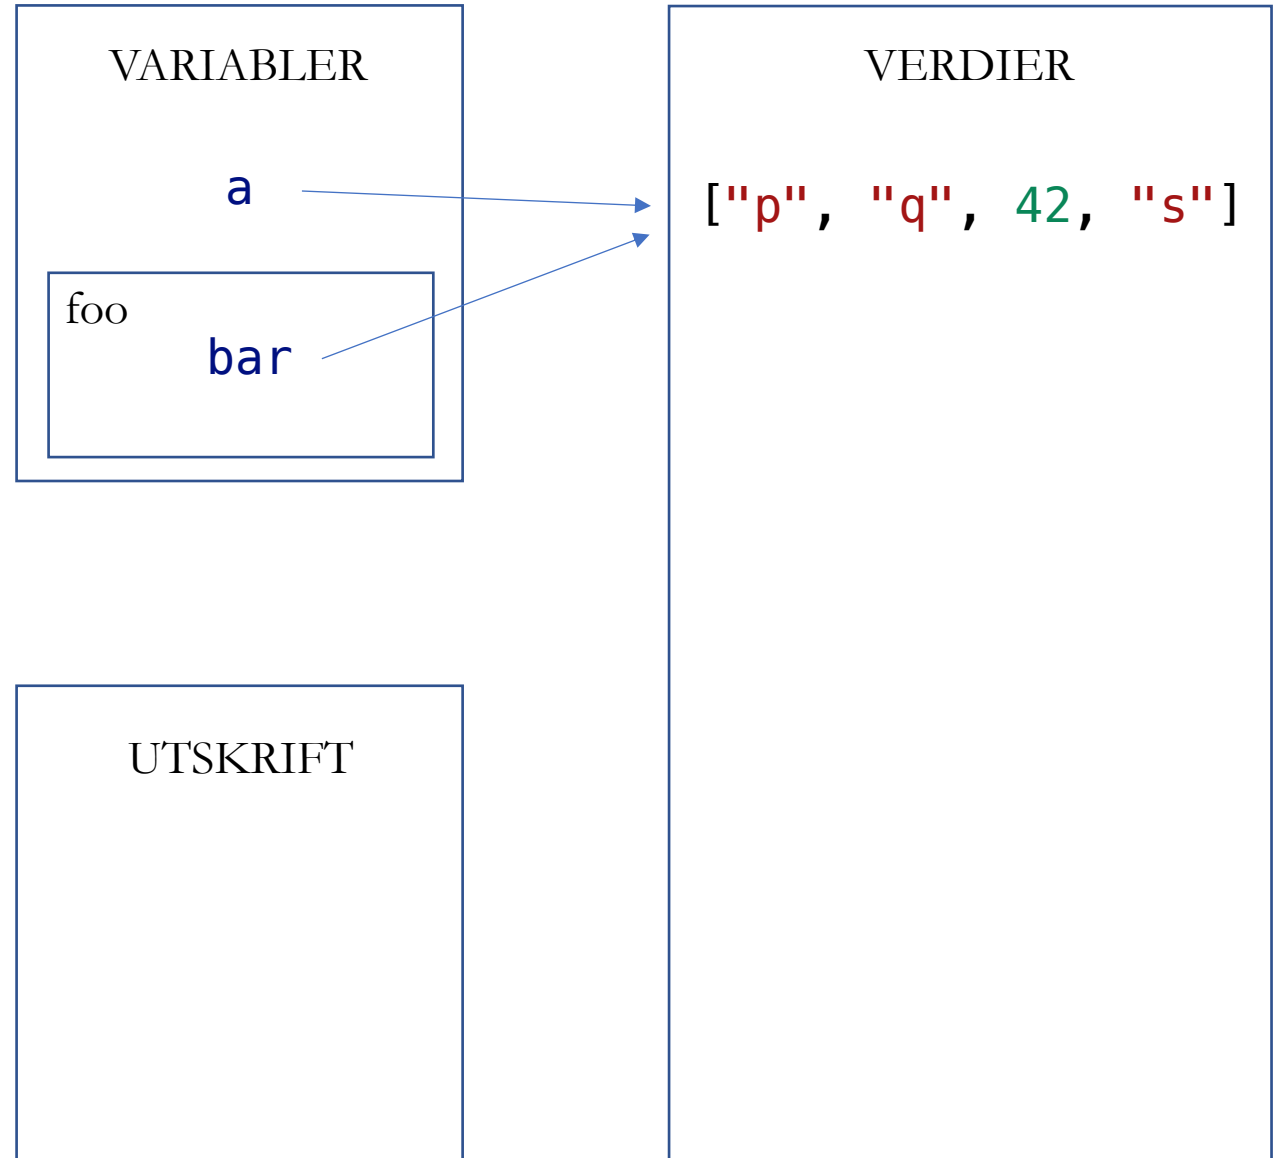 VARIABLER
a
foo
bar
VERDIER
["p", "q", 42, "s"]
UTSKRIFT